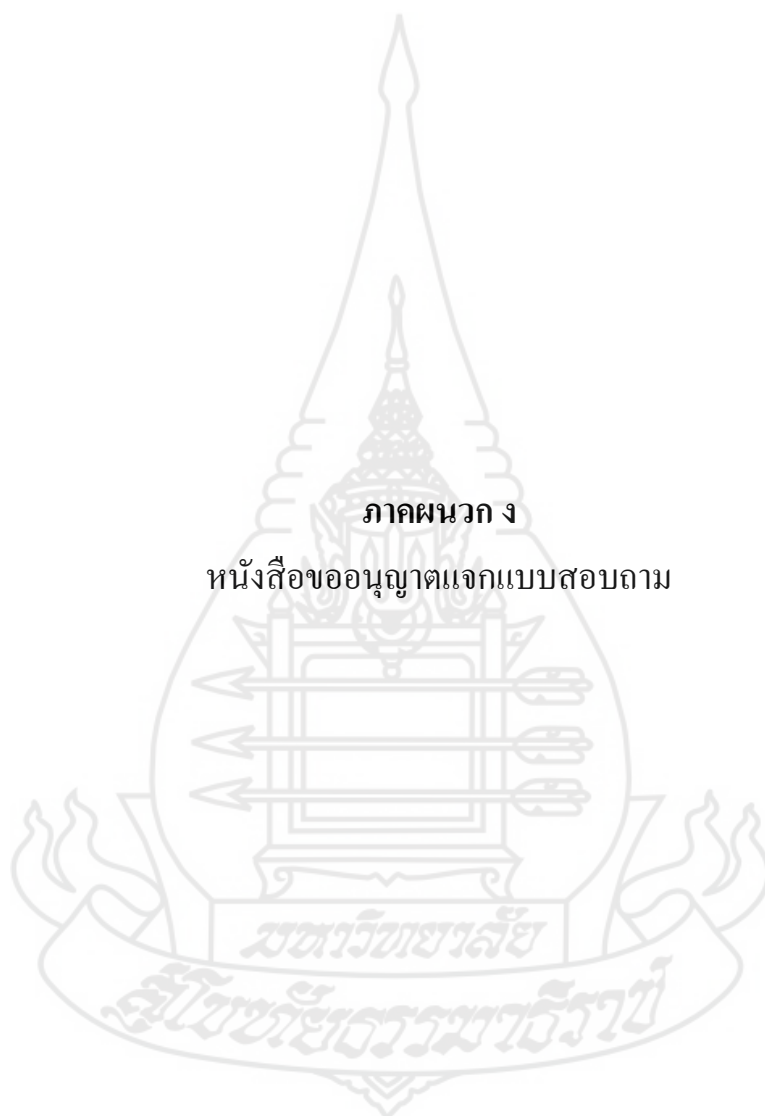 ภาคผนวก ง
หนังสือขออนุญาตแจกแบบสอบถาม
มหาวิทยาลัย
สุโขทัยธรรมาธิราช